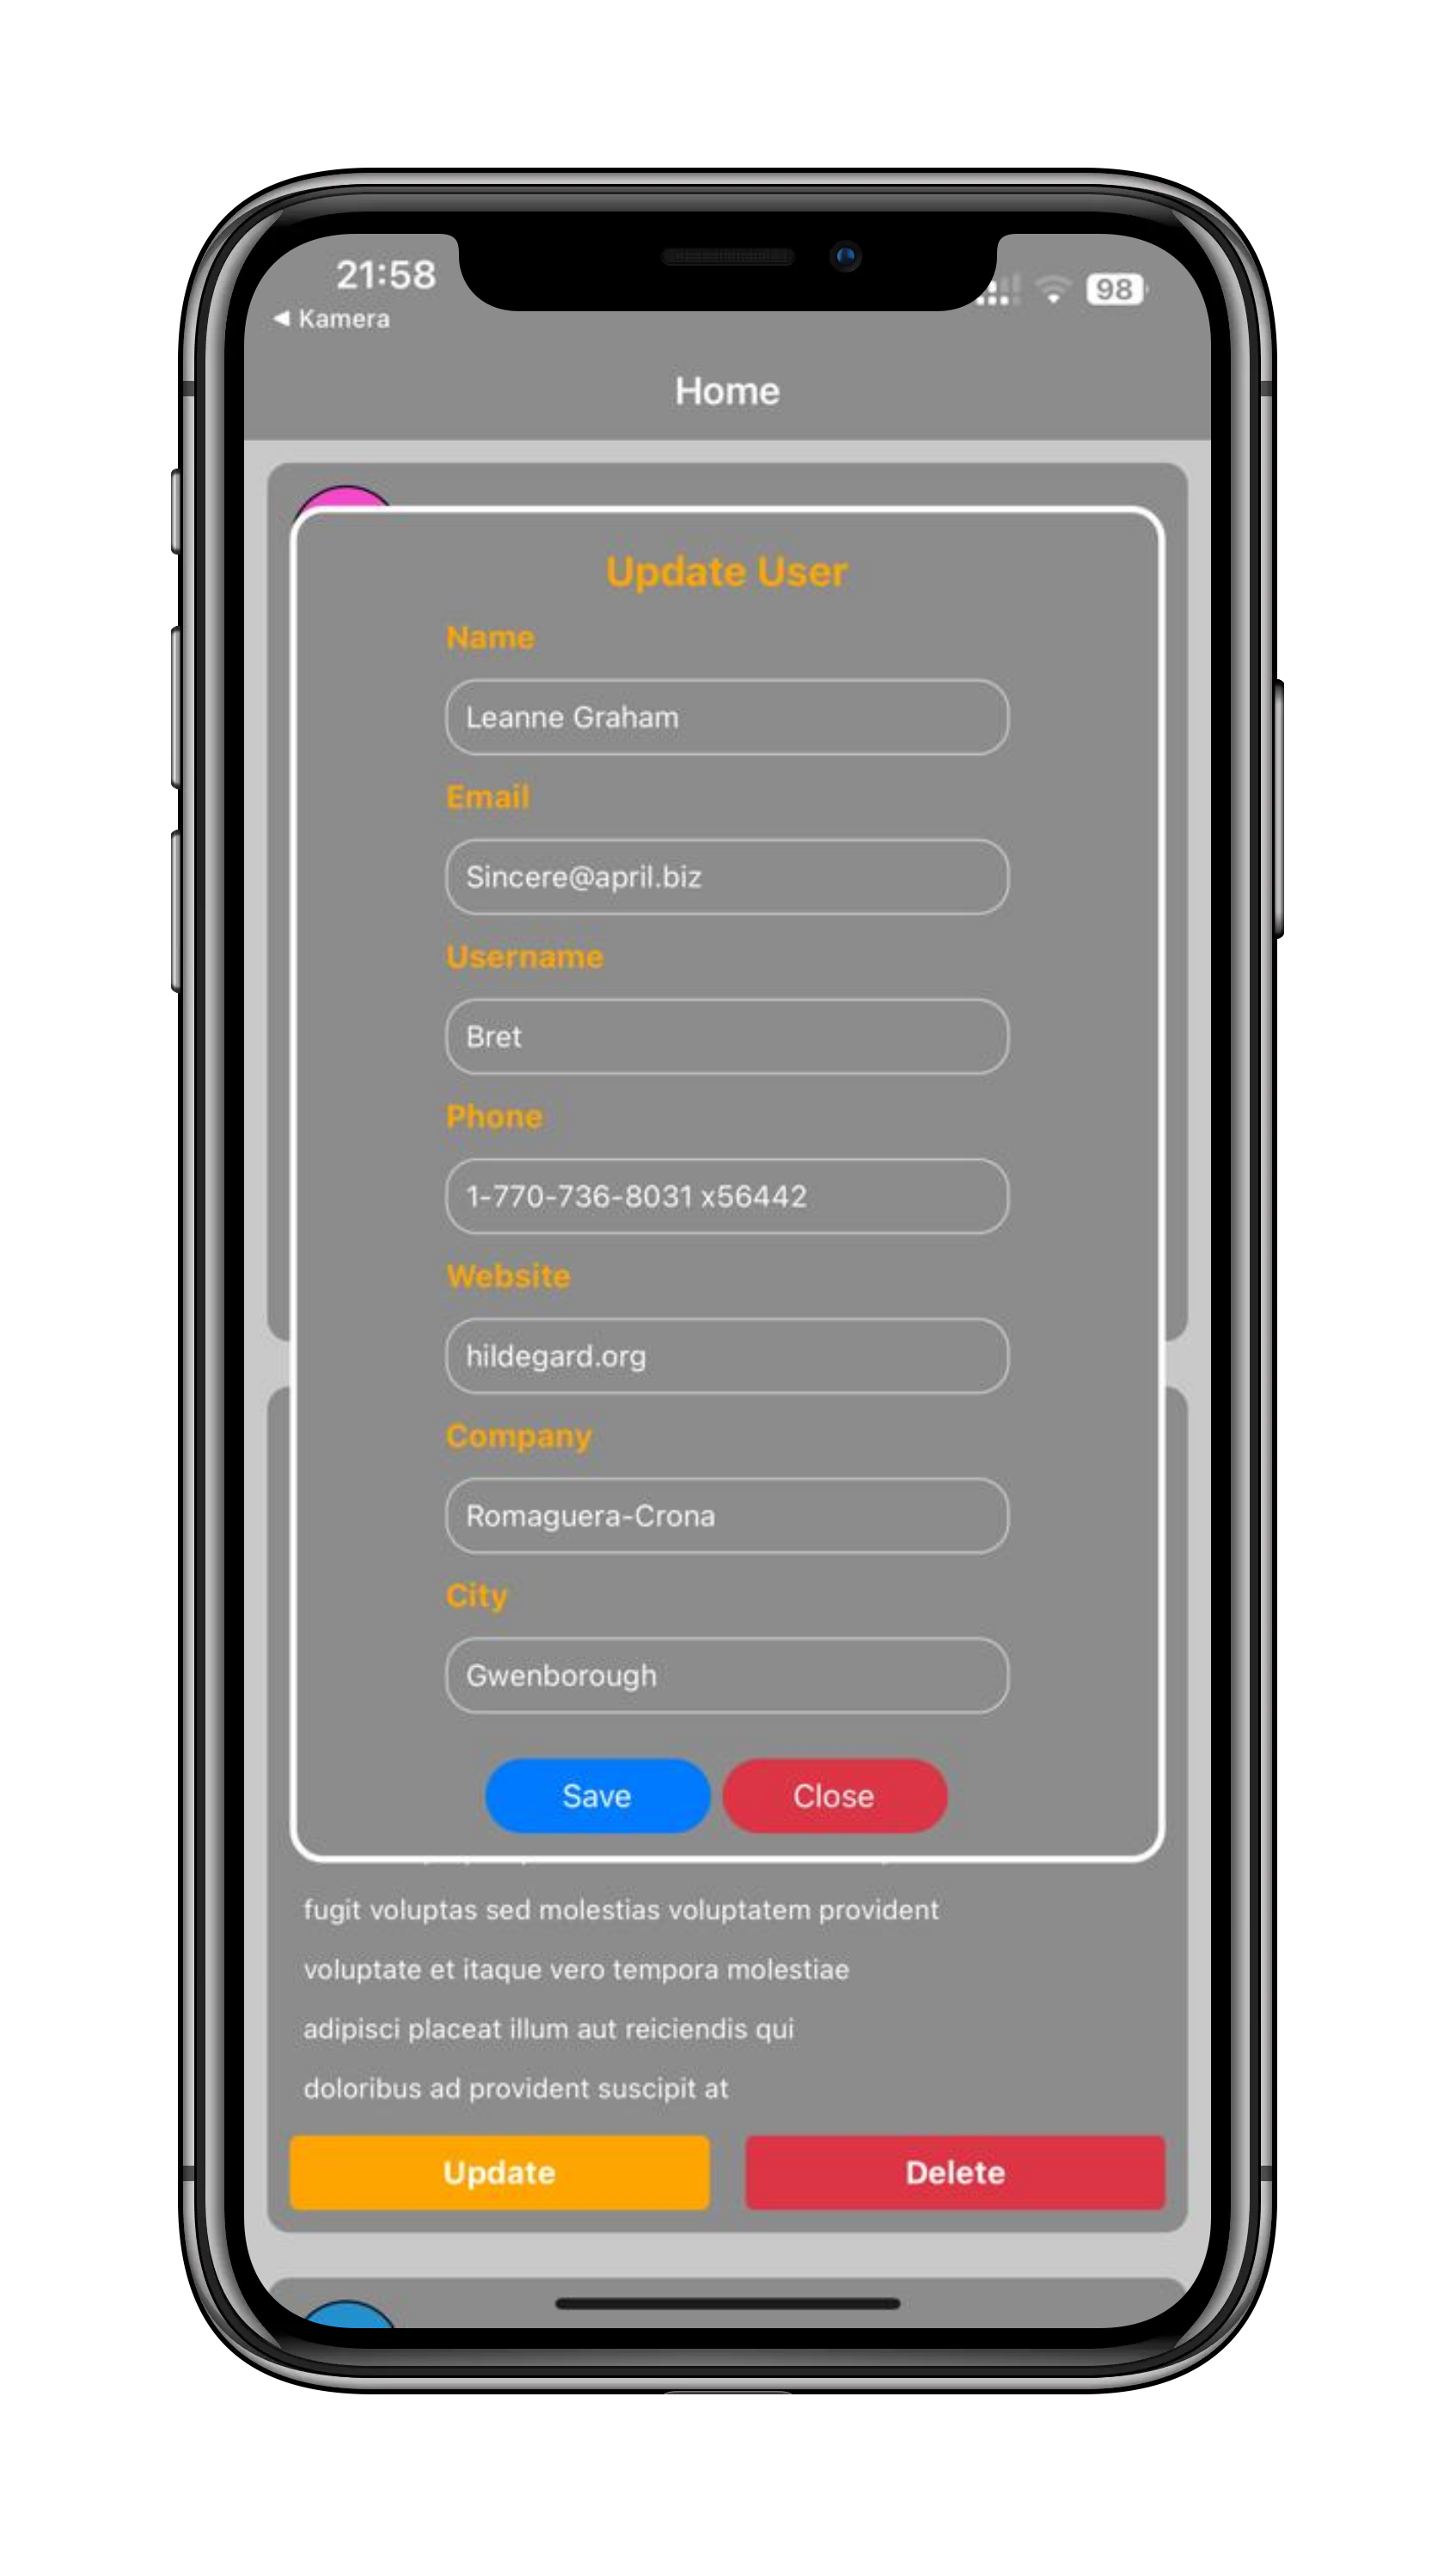 21:58
98
◀ Kamera
Home
Update User
Name
Leanne Graham
Email
Sincere@april.biz
Username
Bret
Phone
1-770-736-8031 x56442
Website
hildegard.org
Company
Romaguera-Crona
City
Gwenborough
Save Close
fugit voluptas sed molestias voluptatem provident
voluptate et itaque vero tempora molestiae
adipisci placeat illum aut reiciendis qui
doloribus ad provident suscipit at
Update Delete